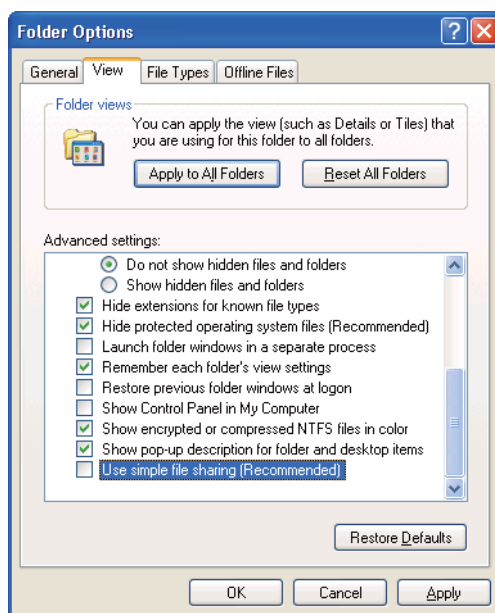 Folder Options
General View File Types Offline Files
Folder views
You can apply the view (such as Details or Tiles) that
you are using for this folder to all folders.
Apply to All Folders Reset All Folders
Advanced settings:
Do not show hidden files and folders
Show hidden files and folders
Hide extensions for known file types
Hide protected operating system files (Recommended)
Launch folder windows in a separate process
Remember each folder's view settings
Restore previous folder windows at logon
Show Control Panel in My Computer
Show encrypted or compressed NTFS files in color
Show pop-up description for folder and desktop items
Use simple file sharing (Recommended)
Restore Defaults
OK Cancel Apply